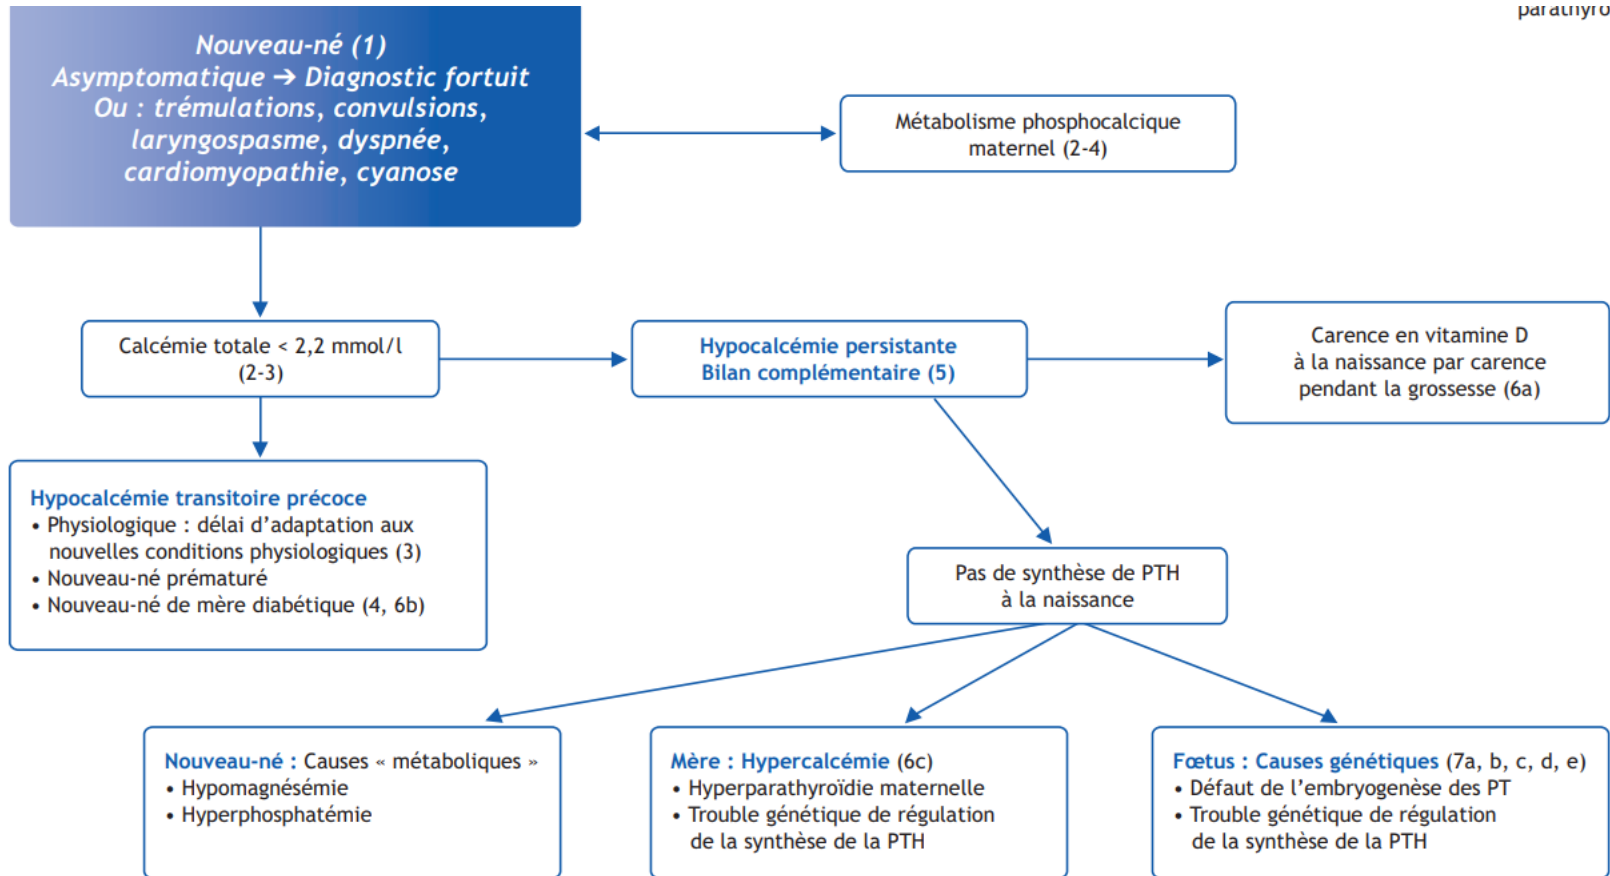 parathyro
Nouveau-né (1)
Asymptomatique ➔ Diagnostic fortuit
Ou : trémulations, convulsions,
laryngospasme, dyspnée,
cardiomyopathie, cyanose
Métabolisme phosphocalcique
maternel (2-4)
Calcémie totale < 2,2 mmol/l
(2-3)
Hypocalcémie persistante
Bilan complémentaire (5)
Carence en vitamine D
à la naissance par carence
pendant la grossesse (6a)
Hypocalcémie transitoire précoce
• Physiologique : délai d’adaptation aux
nouvelles conditions physiologiques (3)
• Nouveau-né prématuré
• Nouveau-né de mère diabétique (4, 6b)
Pas de synthèse de PTH
à la naissance
Nouveau-né : Causes « métaboliques »
• Hypomagnésémie
• Hyperphosphatémie
Mère : Hypercalcémie (6c)
• Hyperparathyroïdie maternelle
• Trouble génétique de régulation
de la synthèse de la PTH
Fœtus : Causes génétiques (7a, b, c, d, e)
• Défaut de l’embryogenèse des PT
• Trouble génétique de régulation
de la synthèse de la PTH